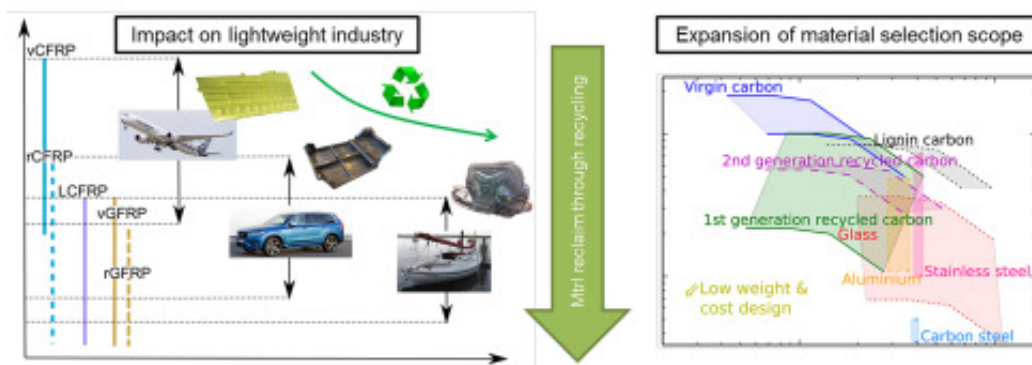 Impact on lightweight industry
vCFRP
rCFRP
LCFRP
vGFRP
rGFRP
Mtrl reclaim through recycling
Expansion of material selection scope
Virgin carbon
Lignin carbon
2nd generation recycled carbon
1st generation recycled carbon
Glass
Stainless steel
Aluminium
Low weight &
cost design
Carbon steel